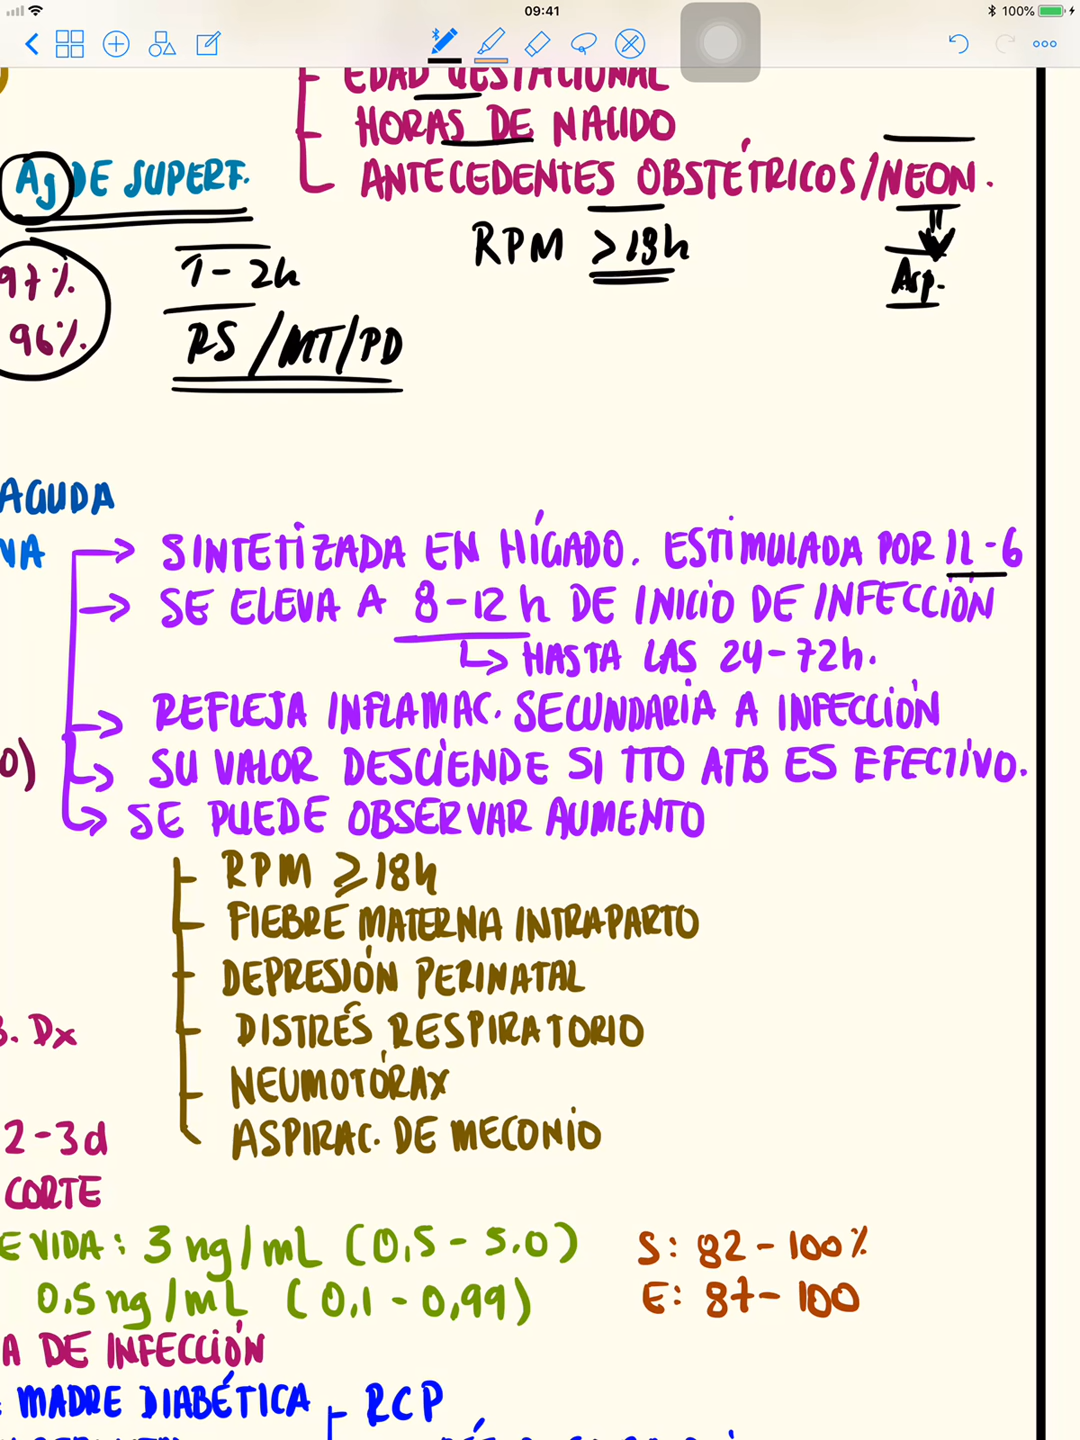 09:41
100%
EDAD GESTACIONAL
HORAS DE NACIDO
Ag DE SUPERF.
ANTECEDENTES OBSTÉTRICOS/NEON.
RPM >18h
Asp.
97%
96%.
1-2h
RS/MT/PD
AGUDA
VA
→ SINTETIZADA EN HÍGADO. ESTIMULADA POR IL-6
→ SE ELEVA A 8-12h DE INICIO DE INFECCIÓN
↳ HASTA LAS 24-72h.
→ REFLEJA INFLAMAC. SECUNDARIA A INFECCIÓN
0)
→ SU VALOR DESCIENDE SI TTO ATB ES EFECTIVO.
→ SE PUEDE OBSERVAR AUMENTO
RPM ≥18h
FIEBRE MATERNA INTRAPARTO
DEPRESIÓN PERINATAL
. Dx
DISTRÉS RESPIRATORIO
NEUMOTÓRAX
2-3d
ASPIRAC. DE MECONIO
CORTE
E VIDA: 3 ng/mL (0,5-5.0)
S: 82-100%
0,5 ng/mL (0,1-0,99)
E: 87-100
A DE INFECCIÓN
MADRE DIABÉTICA
RCP